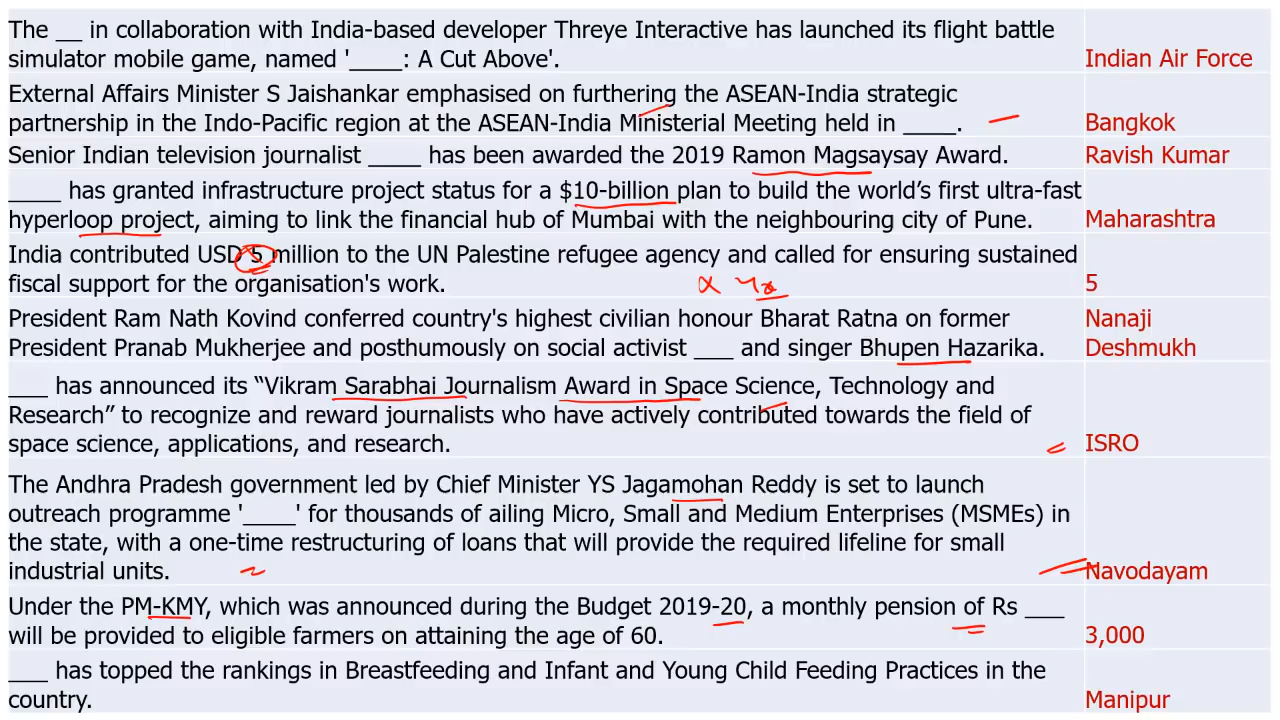 The __ in collaboration with India-based developer Threye Interactive has launched its flight battle
simulator mobile game, named '____: A Cut Above'.
Indian Air Force
External Affairs Minister S Jaishankar emphasised on furthering the ASEAN-India strategic
partnership in the Indo-Pacific region at the ASEAN-India Ministerial Meeting held in ____.
Bangkok
Senior Indian television journalist ____ has been awarded the 2019 Ramon Magsaysay Award.
Ravish Kumar
____ has granted infrastructure project status for a $10-billion plan to build the world's first ultra-fast
hyperloop project, aiming to link the financial hub of Mumbai with the neighbouring city of Pune.
Maharashtra
India contributed USD 5 million to the UN Palestine refugee agency and called for ensuring sustained
fiscal support for the organisation's work.
5
President Ram Nath Kovind conferred country's highest civilian honour Bharat Ratna on former
President Pranab Mukherjee and posthumously on social activist ___ and singer Bhupen Hazarika.
Nanaji
Deshmukh
___ has announced its “Vikram Sarabhai Journalism Award in Space Science, Technology and
Research” to recognize and reward journalists who have actively contributed towards the field of
space science, applications, and research.
ISRO
The Andhra Pradesh government led by Chief Minister YS Jagamohan Reddy is set to launch
outreach programme '____' for thousands of ailing Micro, Small and Medium Enterprises (MSMEs) in
the state, with a one-time restructuring of loans that will provide the required lifeline for small
industrial units.
Navodayam
Under the PM-KMY, which was announced during the Budget 2019-20, a monthly pension of Rs ___
will be provided to eligible farmers on attaining the age of 60.
3,000
___ has topped the rankings in Breastfeeding and Infant and Young Child Feeding Practices in the
country.
Manipur